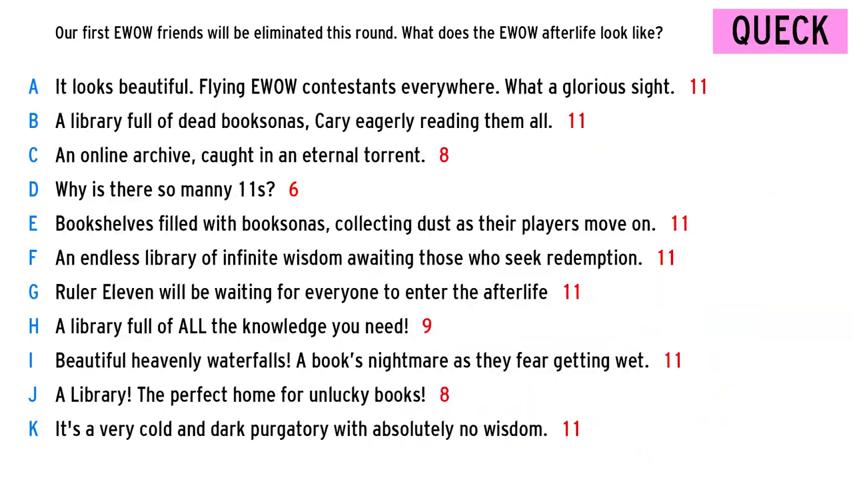 Our first EWOW friends will be eliminated this round. What does the EWOW afterlife look like?
QUECK
A It looks beautiful. Flying EWOW contestants everywhere. What a glorious sight. 11
B A library full of dead booksonas, Cary eagerly reading them all. 11
C An online archive, caught in an eternal torrent. 8
D Why is there so manny 11s? 6
E Bookshelves filled with booksonas, collecting dust as their players move on. 11
F An endless library of infinite wisdom awaiting those who seek redemption. 11
G Ruler Eleven will be waiting for everyone to enter the afterlife 11
H A library full of ALL the knowledge you need! 9
I Beautiful heavenly waterfalls! A book's nightmare as they fear getting wet. 11
J A Library! The perfect home for unlucky books! 8
K It's a very cold and dark purgatory with absolutely no wisdom. 11